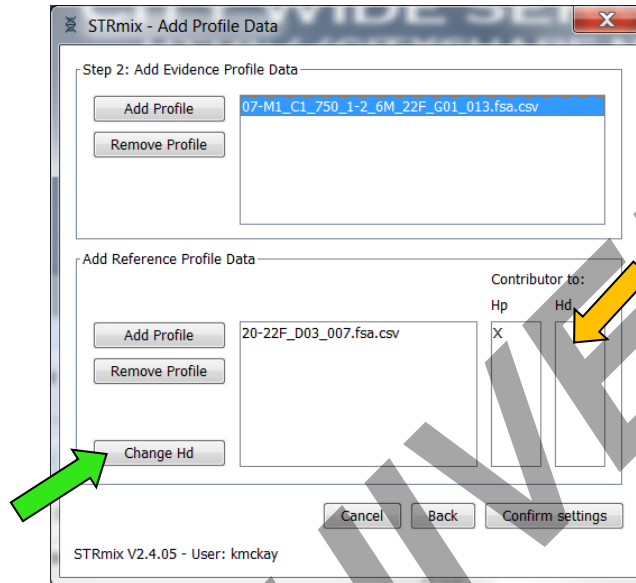 STRmix - Add Profile Data
Step 2: Add Evidence Profile Data
Add Profile
07-M1_C1_750_1-2_6M_22F_G01_013.fsa.csv
Remove Profile
Add Reference Profile Data
Contributor to:
Hp Hd
Add Profile
20-22F_D03_007.fsa.csv
X
Remove Profile
Change Hd
Cancel
Back
Confirm settings
STRmix V2.4.05 - User: kmckay